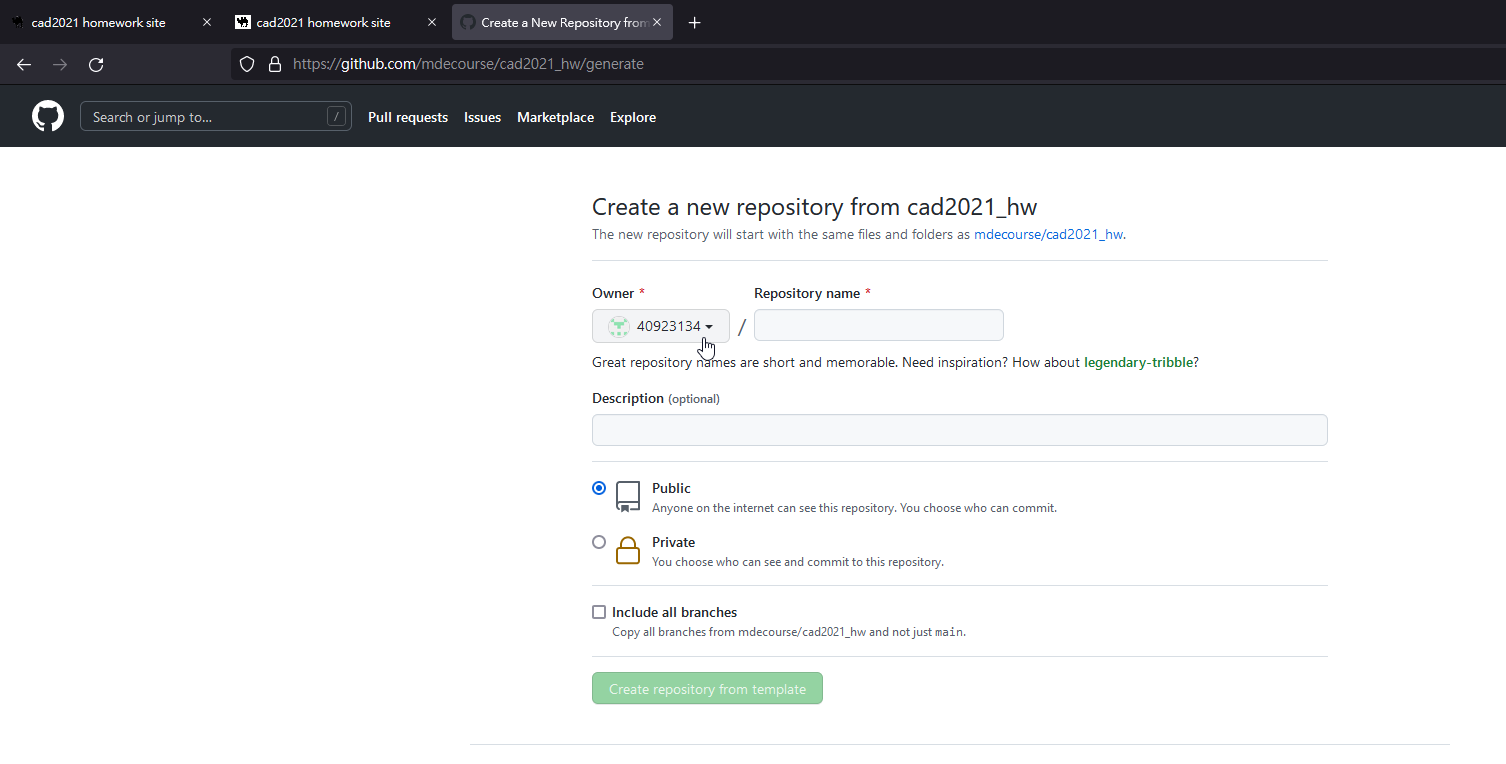 cad2021 homework site
cad2021 homework site
Create a New Repository from
https://github.com/mdecourse/cad2021_hw/generate
Search or jump to... /
Pull requests Issues Marketplace Explore
Create a new repository from cad2021_hw
The new repository will start with the same files and folders as mdecourse/cad2021_hw.
Owner * Repository name *
40923134 /
Great repository names are short and memorable. Need inspiration? How about legendary-tribble?
Description (optional)
Public
Anyone on the internet can see this repository. You choose who can commit.
Private
You choose who can see and commit to this repository.
Include all branches
Copy all branches from mdecourse/cad2021_hw and not just main.
Create repository from template